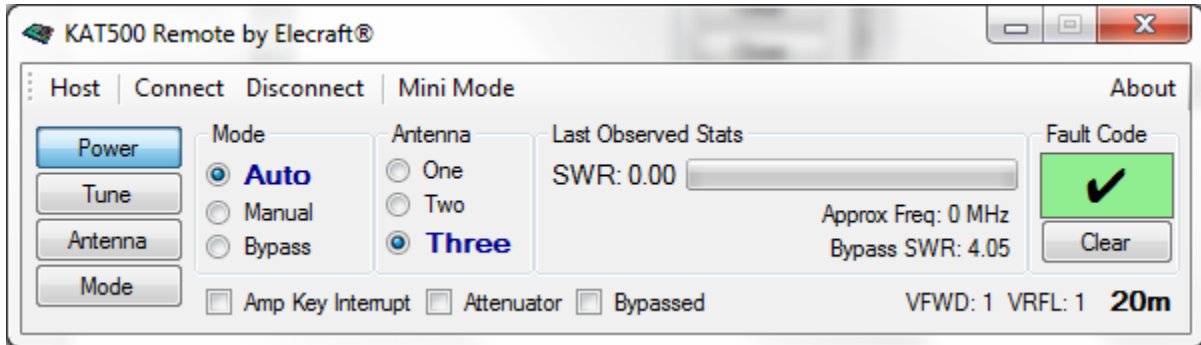 KAT500 Remote by Elecraft®
Host Connect Disconnect Mini Mode About
Power
Tune
Antenna
Mode
Mode
Auto
Manual
Bypass
Antenna
One
Two
Three
Last Observed Stats
SWR: 0.00
Approx Freq: 0 MHz
Bypass SWR: 4.05
Fault Code
Clear
Amp Key Interrupt Attenuator Bypassed VFWD: 1 VRFL: 1 20m